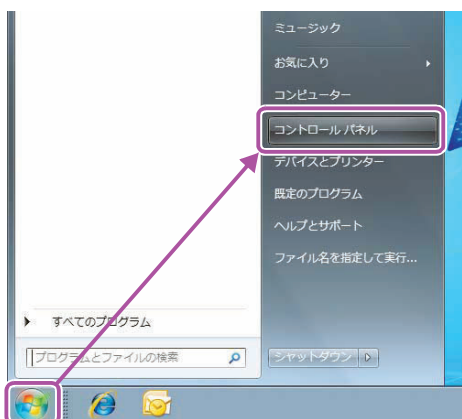 ミュージック
お気に入り
コンピューター
コントロール パネル
デバイスとプリンター
既定のプログラム
ヘルプとサポート
ファイル名を指定して実行...
すべてのプログラム
プログラムとファイルの検索
シャットダウン